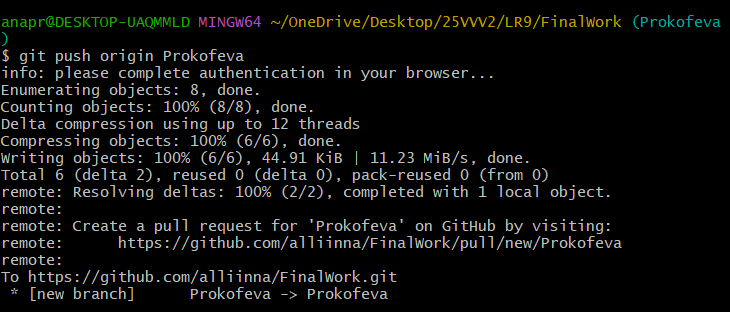 anapr@DESKTOP-UAQMMLD MINGW64 ~/OneDrive/Desktop/25VVV2/LR9/FinalWork (Prokofeva
)
$ git push origin Prokofeva
info: please complete authentication in your browser...
Enumerating objects: 8, done.
Counting objects: 100% (8/8), done.
Delta compression using up to 12 threads
Compressing objects: 100% (6/6), done.
Writing objects: 100% (6/6), 44.91 KiB | 11.23 MiB/s, done.
Total 6 (delta 2), reused 0 (delta 0), pack-reused 0 (from 0)
remote: Resolving deltas: 100% (2/2), completed with 1 local object.
remote:
remote: Create a pull request for 'Prokofeva' on GitHub by visiting:
remote:      https://github.com/alliinna/FinalWork/pull/new/Prokofeva
remote:
To https://github.com/alliinna/FinalWork.git
 * [new branch]      Prokofeva -> Prokofeva